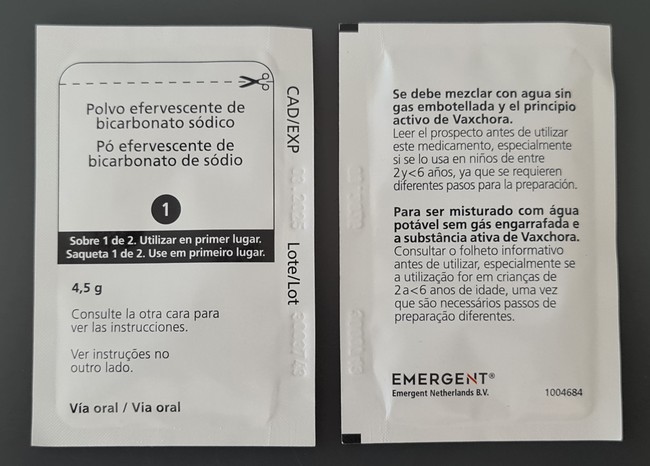 Polvo efervescente de
bicarbonato sódico
Pó efervescente de
bicarbonato de sódio
1
Sobre 1 de 2. Utilizar en primer lugar.
Saqueta 1 de 2. Use em primeiro lugar.
4,5 g
Consulte la otra cara para
ver las instrucciones.
Ver instruções no
outro lado.
Vía oral / Via oral
CAD/EXP
Lote/Lot
Se debe mezclar con agua sin
gas embotellada y el principio
activo de Vaxchora.
Leer el prospecto antes de utilizar
este medicamento, especialmente
si se lo usa en niños de entre
2y<6 años, ya que se requieren
diferentes pasos para la preparación.
Para ser misturado com água
potável sem gás engarrafada e
a substância ativa de Vaxchora.
Consultar o folheto informativo
antes de utilizar, especialmente se
a utilização for em crianças de
2a<6 anos de idade, uma vez
que são necessários passos de
preparação diferentes.
EMERGENT®
Emergent Netherlands B.V.
1004684